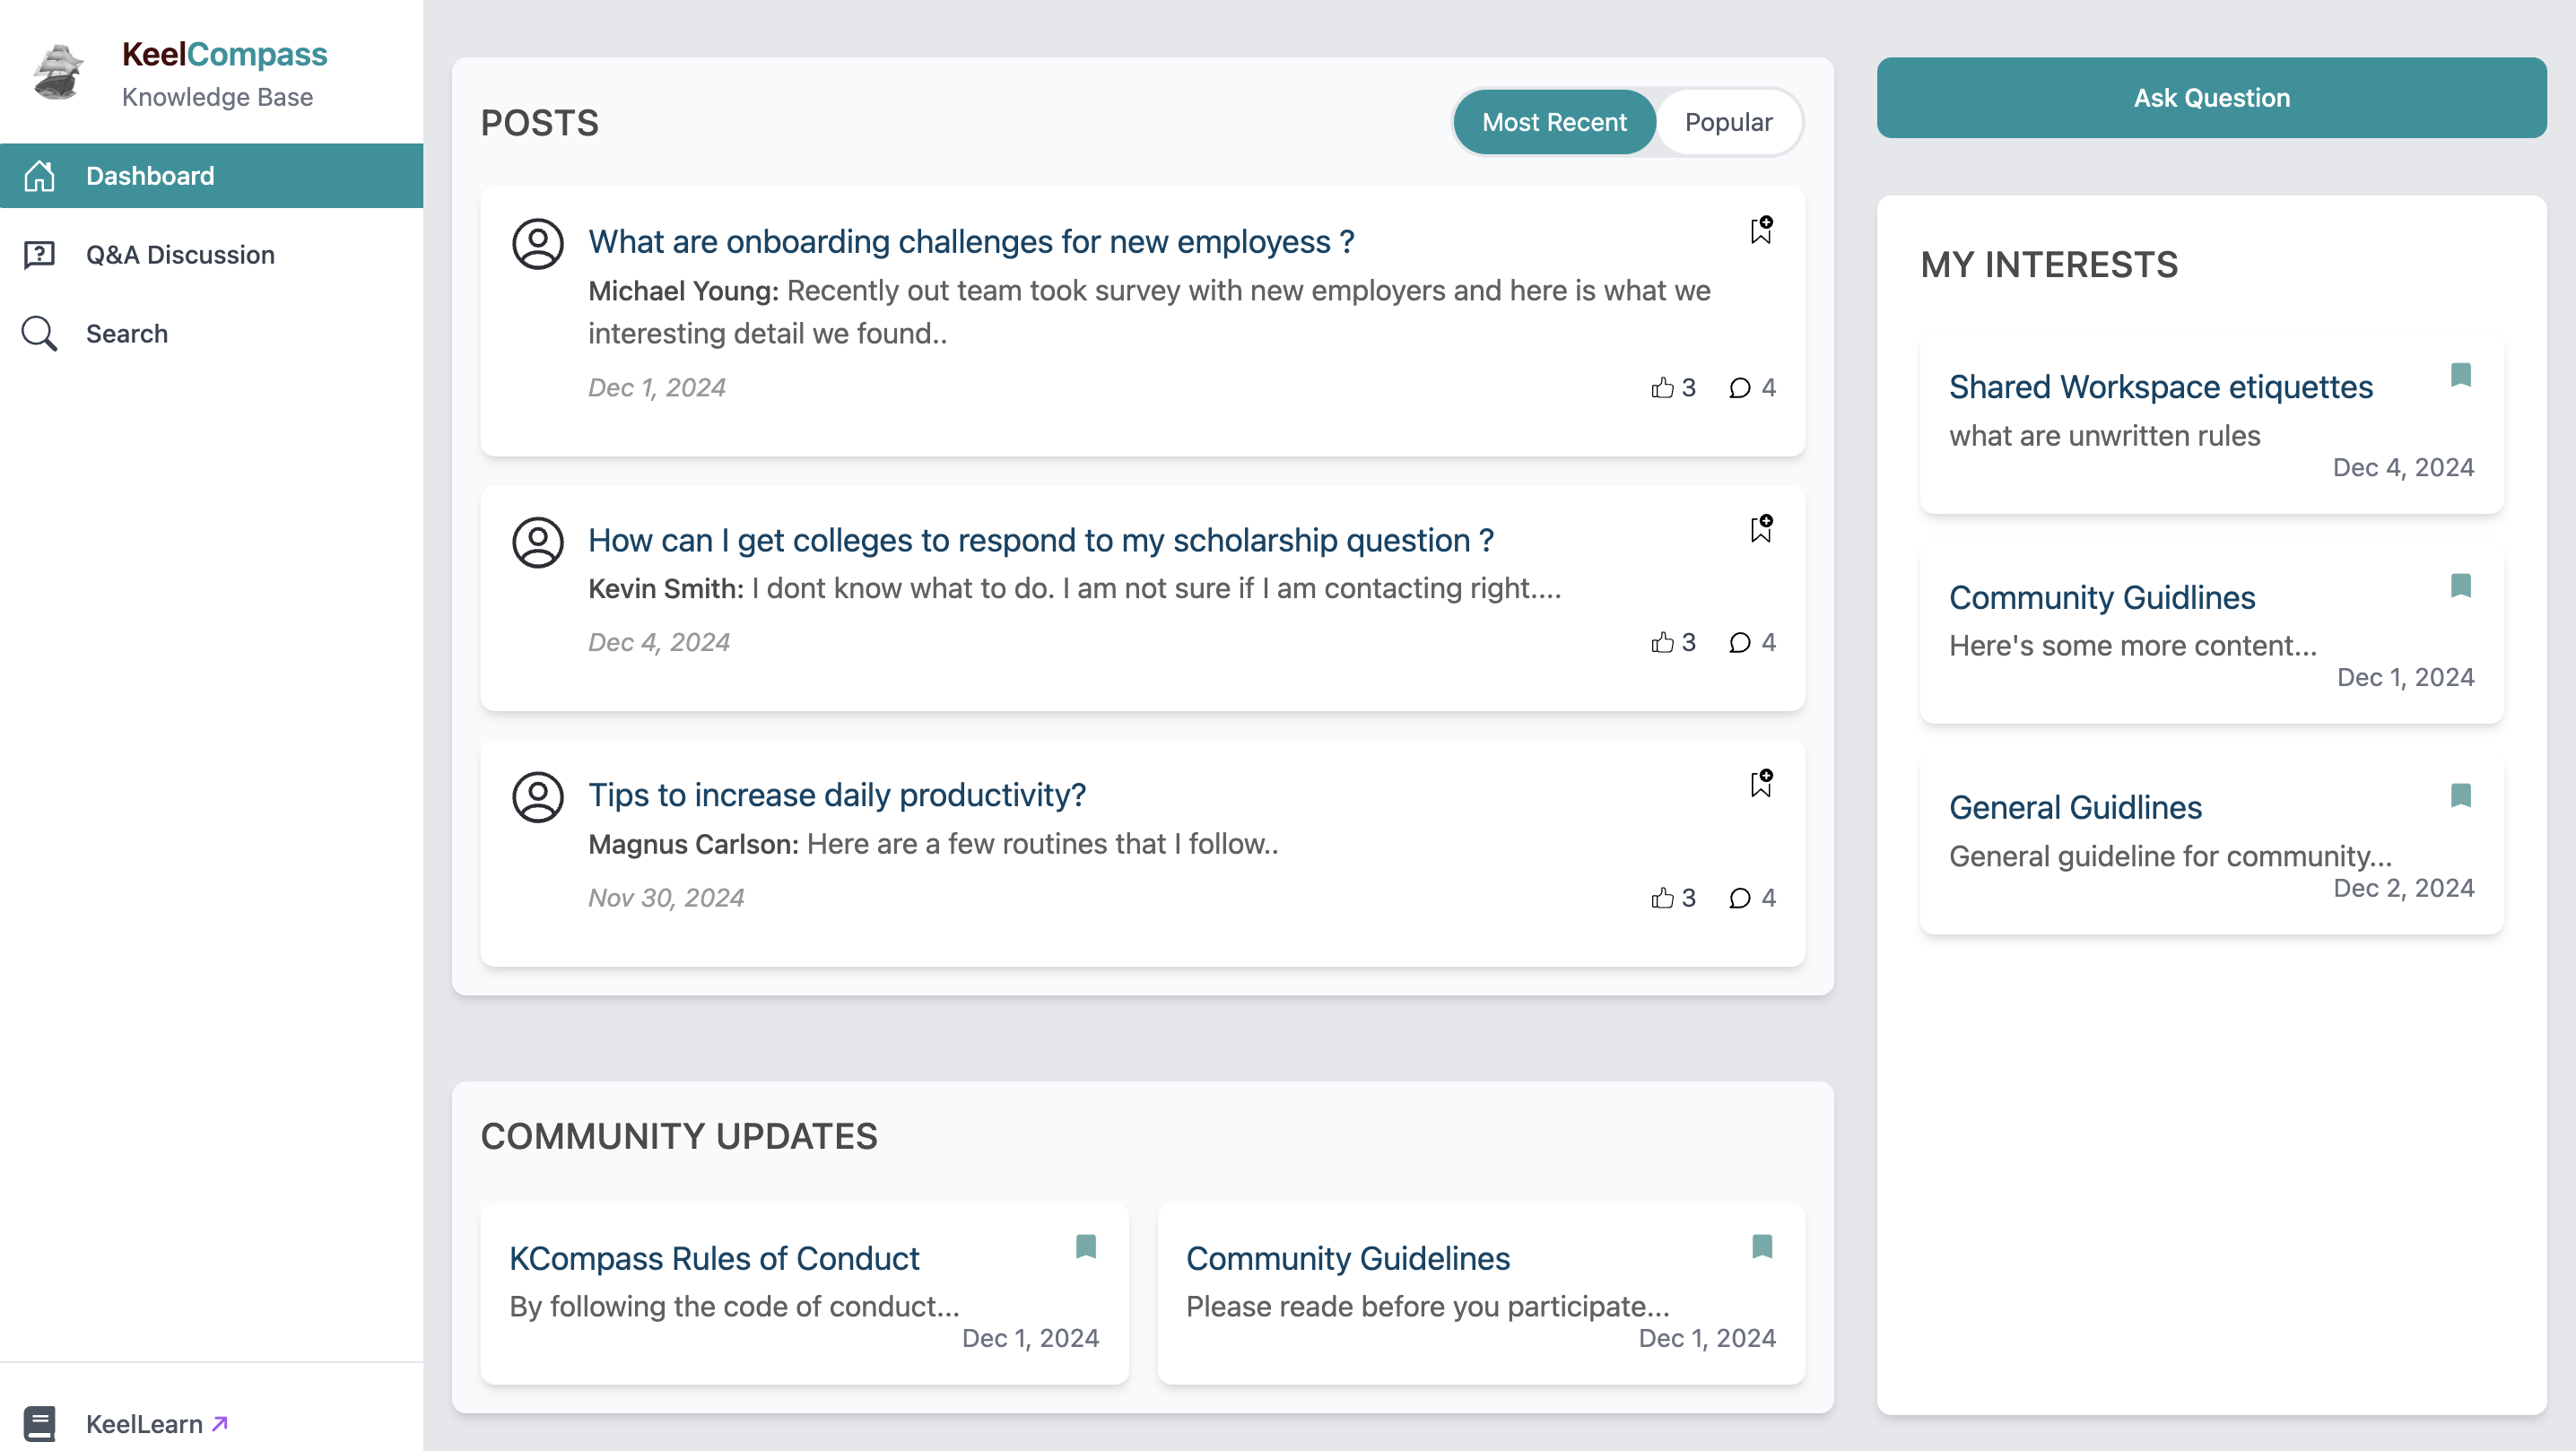 KeelCompass
Knowledge Base
Dashboard
Q&A Discussion
Search
KeelLearn
POSTS
Most Recent
Popular
What are onboarding challenges for new employess ?
Michael Young: Recently out team took survey with new employers and here is what we
interesting detail we found..
Dec 1, 2024
3
4
How can I get colleges to respond to my scholarship question ?
Kevin Smith: I dont know what to do. I am not sure if I am contacting right....
Dec 4, 2024
3
4
Tips to increase daily productivity?
Magnus Carlson: Here are a few routines that I follow..
Nov 30, 2024
3
4
COMMUNITY UPDATES
KCompass Rules of Conduct
By following the code of conduct...
Dec 1, 2024
Community Guidelines
Please reade before you participate...
Dec 1, 2024
Ask Question
MY INTERESTS
Shared Workspace etiquettes
what are unwritten rules
Dec 4, 2024
Community Guidlines
Here's some more content...
Dec 1, 2024
General Guidlines
General guideline for community...
Dec 2, 2024